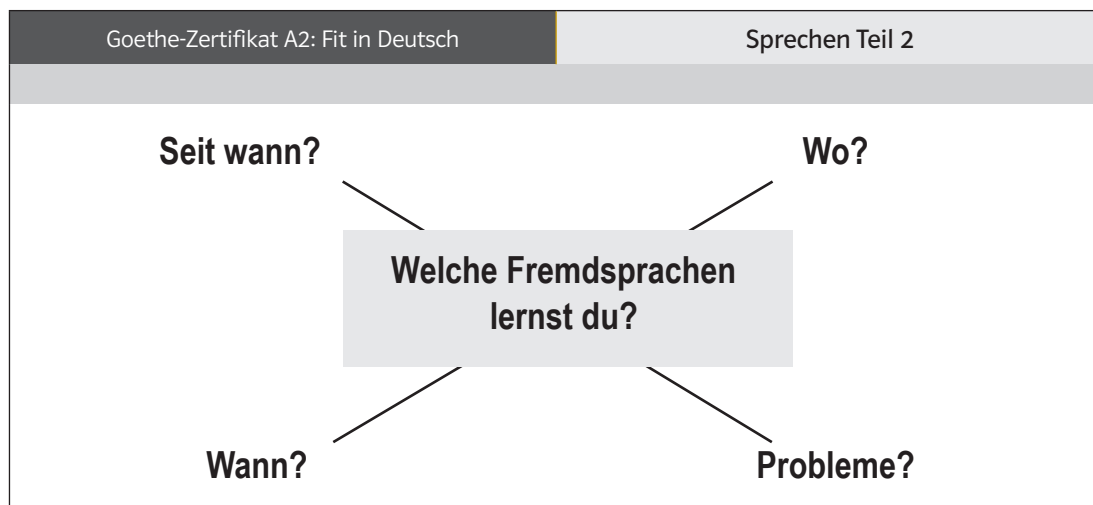 Goethe-Zertifikat A2: Fit in Deutsch
Sprechen Teil 2
Seit wann?
Wo?
Welche Fremdsprachen
lernst du?
Wann?
Probleme?